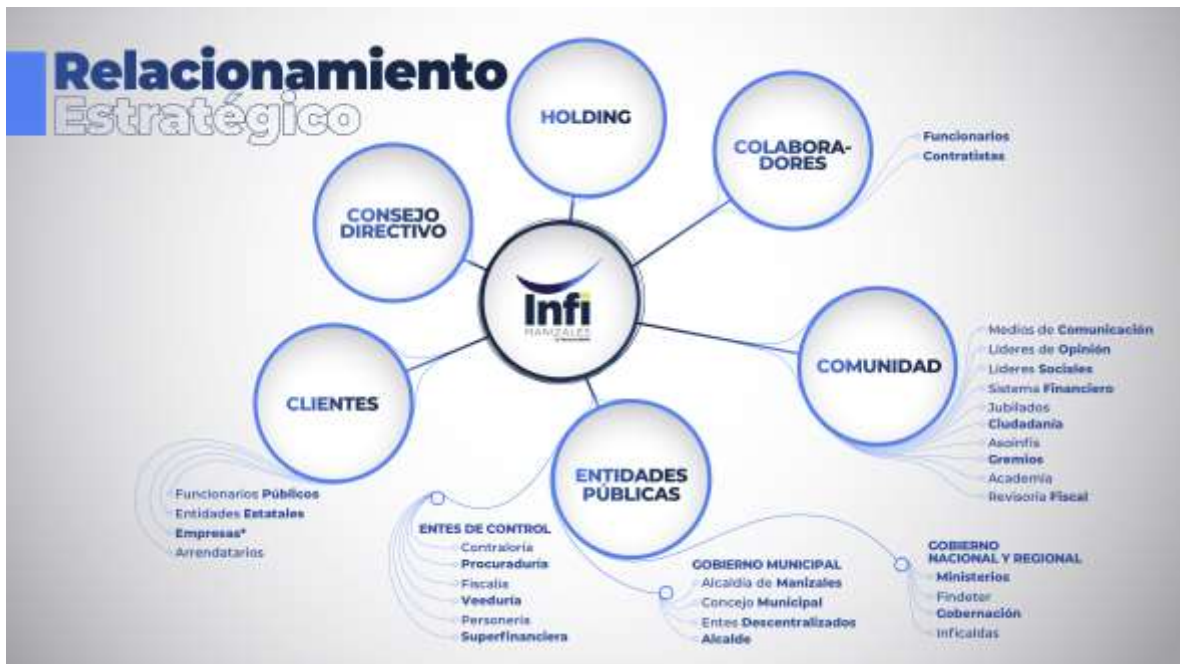 Relacionamiento
Estratégico
HOLDING
COLABORA-
DORES
Funcionarios
Contratistas
CONSEJO
DIRECTIVO
Infi
MANIZALES
COMUNIDAD
Medios de Comunicación
Líderes de Opinión
Líderes Sociales
Sistema Financiero
Jubilados
Ciudadanía
Asoinfis
Gremios
Academia
Revisoría Fiscal
CLIENTES
Funcionarios Públicos
Entidades Estatales
Empresas*
Arrendatarios
ENTIDADES
PÚBLICAS
ENTES DE CONTROL
Contraloría
Procuraduría
Fiscalía
Veeduría
Personería
Superfinanciera
GOBIERNO MUNICIPAL
Alcaldía de Manizales
Concejo Municipal
Entes Descentralizados
Alcalde
GOBIERNO
NACIONAL Y REGIONAL
Ministerios
Findeter
Gobernación
Inficaldas